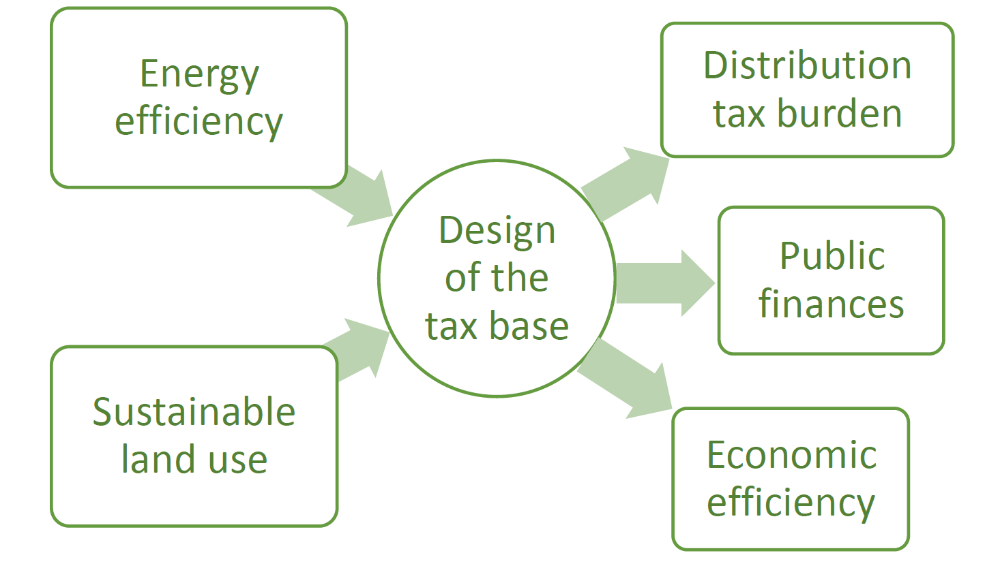 Energy
efficiency
Sustainable
land use
Design
of the
tax base
Distribution
tax burden
Public
finances
Economic
efficiency